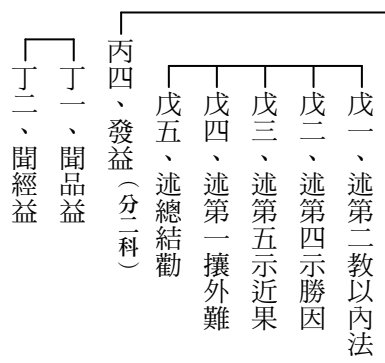 戊一、述第二教以內法
戊二、述第四示勝因
戊三、述第五示近果
戊四、述第一攘外難
戊五、述總結勸
丙四、發益（分二科）
丁一、聞品益
丁二、聞經益